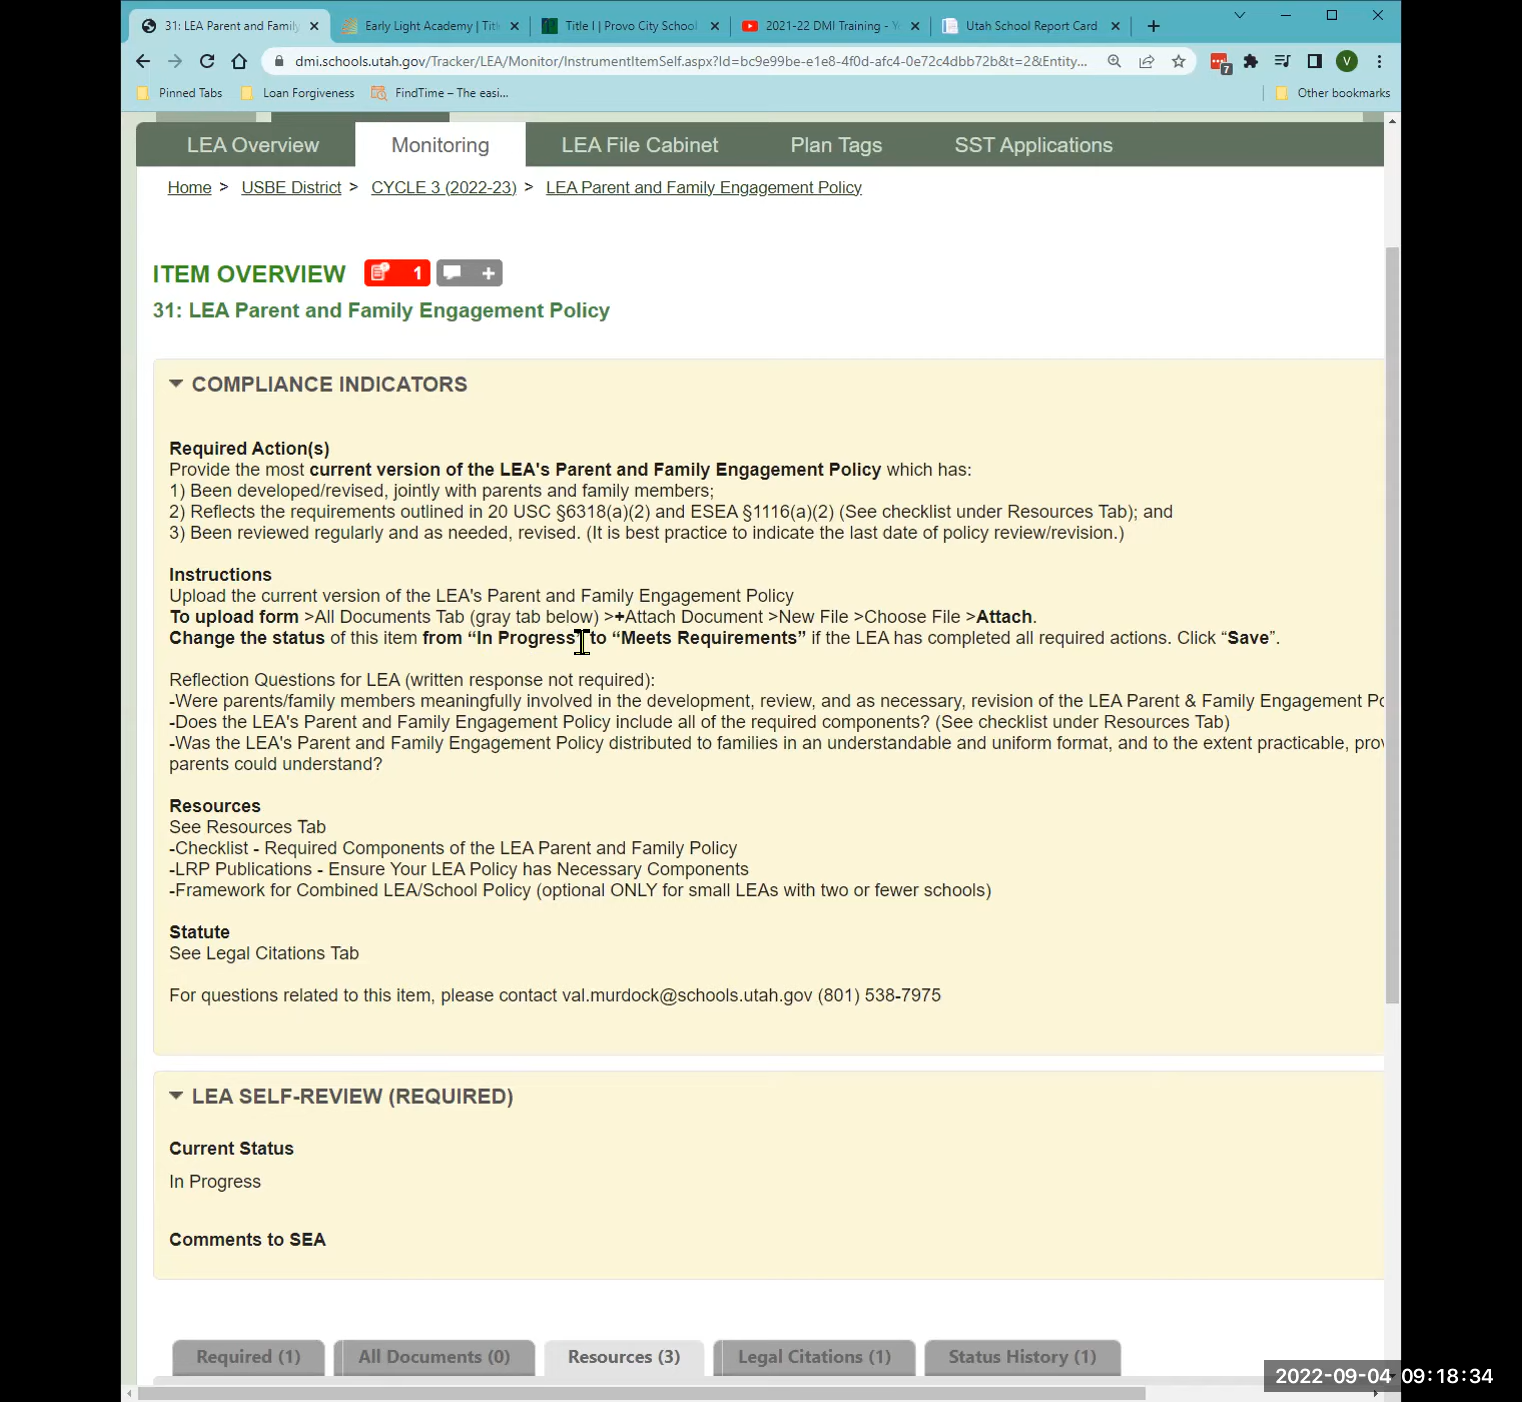 31: LEA Parent and Family
Early Light Academy | Titl
Title I | Provo City School
2021-22 DMI Training - Y
Utah School Report Card
dmi.schools.utah.gov/Tracker/LEA/Monitor/InstrumentItemSelf.aspx?Id=bc9e99be-e1e8-4f0d-afc4-0e72c4dbb72b&t=2&Entity...
7
V
Pinned Tabs
Loan Forgiveness
FindTime – The easi...
Other bookmarks
LEA Overview
Monitoring
LEA File Cabinet
Plan Tags
SST Applications
Home > USBE District > CYCLE 3 (2022-23) > LEA Parent and Family Engagement Policy
ITEM OVERVIEW
1
+
31: LEA Parent and Family Engagement Policy
COMPLIANCE INDICATORS
Required Action(s)
Provide the most current version of the LEA's Parent and Family Engagement Policy which has:
1) Been developed/revised, jointly with parents and family members;
2) Reflects the requirements outlined in 20 USC §6318(a)(2) and ESEA §1116(a)(2) (See checklist under Resources Tab); and
3) Been reviewed regularly and as needed, revised. (It is best practice to indicate the last date of policy review/revision.)
Instructions
Upload the current version of the LEA's Parent and Family Engagement Policy
To upload form >All Documents Tab (gray tab below) >+Attach Document >New File >Choose File >Attach.
Change the status of this item from “In Progress” to “Meets Requirements” if the LEA has completed all required actions. Click “Save”.
Reflection Questions for LEA (written response not required):
-Were parents/family members meaningfully involved in the development, review, and as necessary, revision of the LEA Parent & Family Engagement Po
-Does the LEA's Parent and Family Engagement Policy include all of the required components? (See checklist under Resources Tab)
-Was the LEA's Parent and Family Engagement Policy distributed to families in an understandable and uniform format, and to the extent practicable, prov
parents could understand?
Resources
See Resources Tab
-Checklist - Required Components of the LEA Parent and Family Policy
-LRP Publications - Ensure Your LEA Policy has Necessary Components
-Framework for Combined LEA/School Policy (optional ONLY for small LEAs with two or fewer schools)
Statute
See Legal Citations Tab
For questions related to this item, please contact val.murdock@schools.utah.gov (801) 538-7975
LEA SELF-REVIEW (REQUIRED)
Current Status
In Progress
Comments to SEA
Required (1)
All Documents (0)
Resources (3)
Legal Citations (1)
Status History (1)
2022-09-04 09:18:34